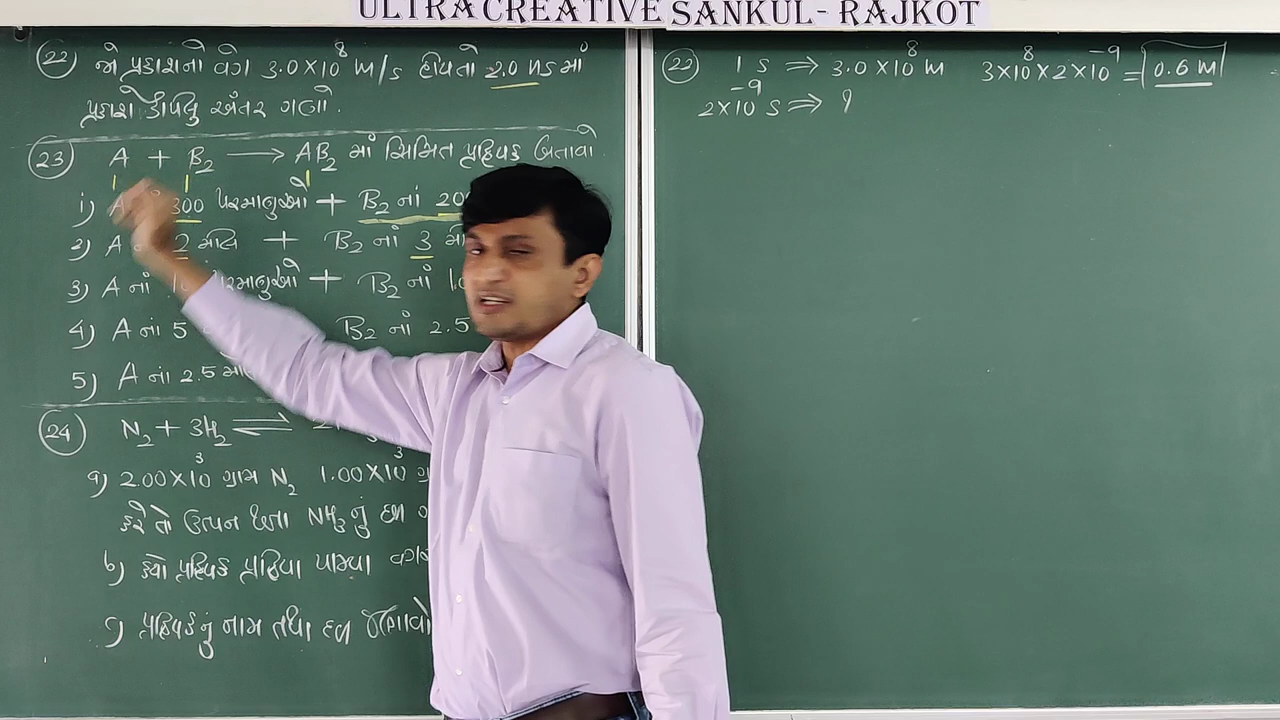 ULTRA CREATIVE SANKUL - RAJKOT
22 જો પ્રકાશનો વેગ 3.0×10⁸ m/s હોય તો 2.0 ns માં
પ્રકાશે કાપેલુ અંતર ગણો.
23 A + B₂ ⟶ AB₂ માં સિમિત પ્રક્રિયક બતાવો
1) A 300 પરમાણુઓ + B₂ નાં 20
2) A 2 મોલ + B₂ નાં 3
3) A નાં પરમાણુઓ + B₂ નાં
4) A નાં 5 B₂ નાં 2.5
5) A નાં 2.5
24 N₂ + 3H₂ ⇌
a) 2.00×10³ ગ્રામ N₂ 1.00×10³
કરે તો ઉત્પન્ન થતા NH₃ નું દળ
b) કયો પ્રક્રિયક પ્રક્રિયા પામ્યા
c) પ્રક્રિયકનું નામ તથા દળ જણાવો
22 1 s ⇒ 3.0×10⁸ m 3×10⁸×2×10⁻⁹ = 0.6 m
2×10⁻⁹ s ⇒ ?